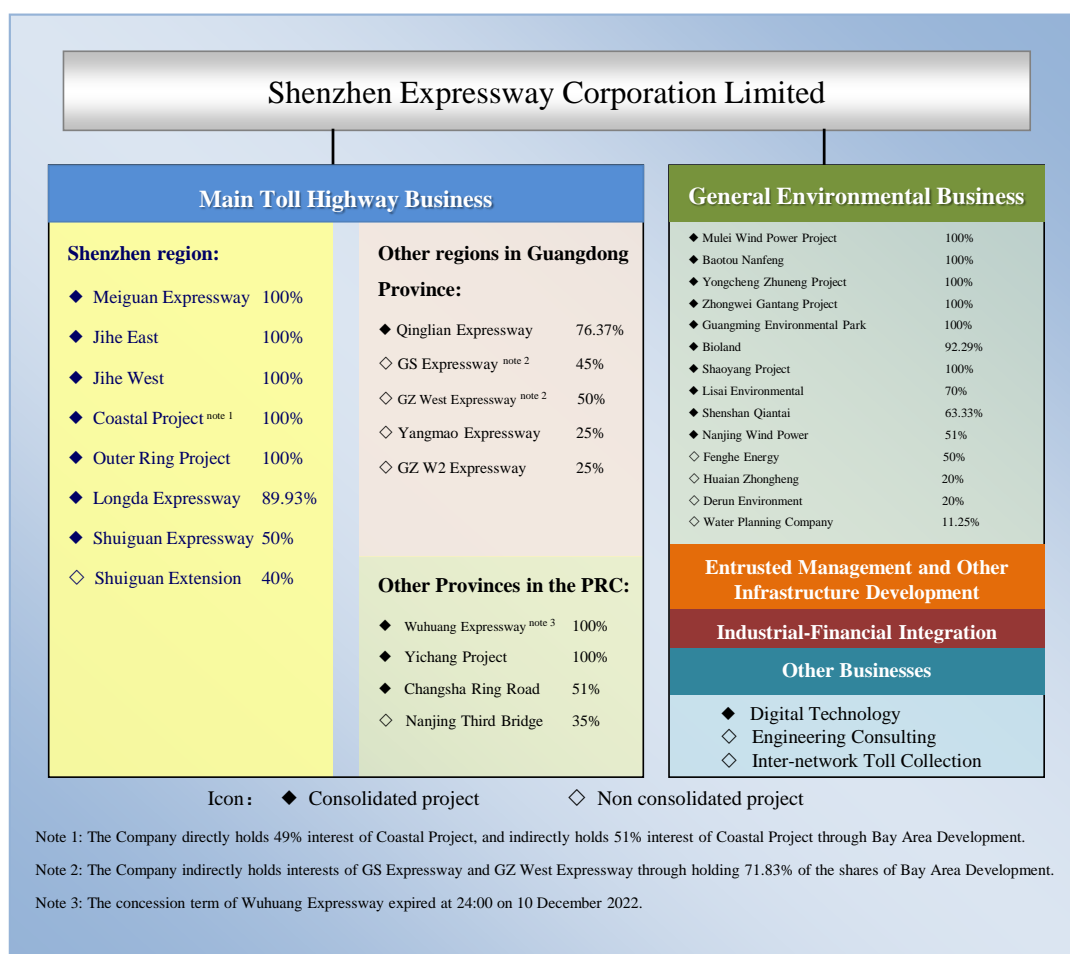 Shenzhen Expressway Corporation Limited
Main Toll Highway Business
Shenzhen region:
◆ Meiguan Expressway 100%
◆ Jihe East 100%
◆ Jihe West 100%
◆ Coastal Project note 1 100%
◆ Outer Ring Project 100%
◆ Longda Expressway 89.93%
◆ Shuiguan Expressway 50%
◇ Shuiguan Extension 40%
Other regions in Guangdong
Province:
◆ Qinglian Expressway 76.37%
◇ GS Expressway note 2 45%
◇ GZ West Expressway note 2 50%
◇ Yangmao Expressway 25%
◇ GZ W2 Expressway 25%
Other Provinces in the PRC:
◆ Wuhuang Expressway note 3 100%
◆ Yichang Project 100%
◆ Changsha Ring Road 51%
◇ Nanjing Third Bridge 35%
General Environmental Business
◆ Mulei Wind Power Project 100%
◆ Baotou Nanfeng 100%
◆ Yongcheng Zhuneng Project 100%
◆ Zhongwei Gantang Project 100%
◆ Guangming Environmental Park 100%
◆ Bioland 92.29%
◆ Shaoyang Project 100%
◆ Lisai Environmental 70%
◆ Shenshan Qiantai 63.33%
◆ Nanjing Wind Power 51%
◇ Fenghe Energy 50%
◇ Huaian Zhongheng 20%
◇ Derun Environment 20%
◇ Water Planning Company 11.25%
Entrusted Management and Other
Infrastructure Development
Industrial-Financial Integration
Other Businesses
◆ Digital Technology
◇ Engineering Consulting
◇ Inter-network Toll Collection
Icon： ◆ Consolidated project ◇ Non consolidated project
Note 1: The Company directly holds 49% interest of Coastal Project, and indirectly holds 51% interest of Coastal Project through Bay Area Development.
Note 2: The Company indirectly holds interests of GS Expressway and GZ West Expressway through holding 71.83% of the shares of Bay Area Development.
Note 3: The concession term of Wuhuang Expressway expired at 24:00 on 10 December 2022.